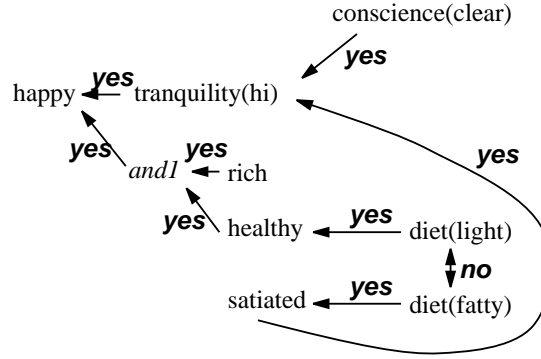 conscience(clear)
yes
yes
happy tranquility(hi)
yes yes yes
and1 rich
yes healthy yes diet(light)
no
satiated yes diet(fatty)